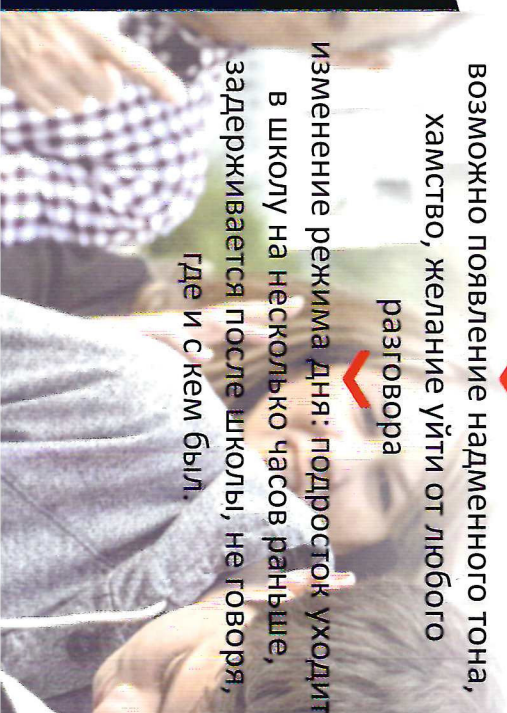 возможно появление надменного тона,
хамство, желание уйти от любого
разговора
изменение режима дня: подросток уходит
в школу на несколько часов раньше,
задерживается после школы, не говоря,
где и с кем был.